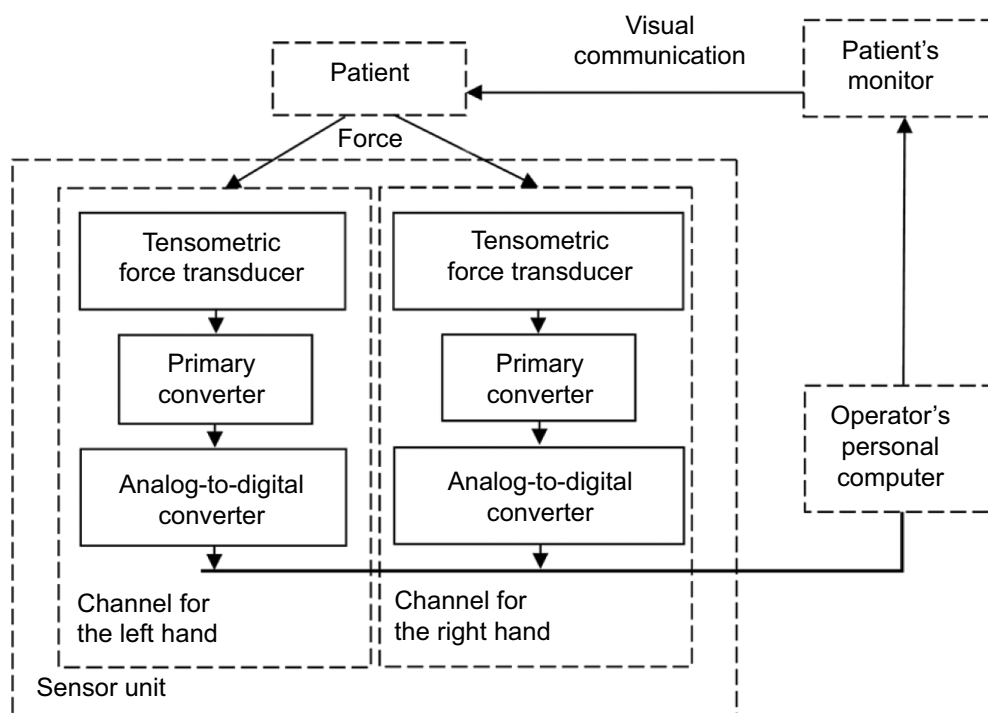 Visual
communication
Patient's
monitor
Patient
Force
Tensometric
force transducer
Tensometric
force transducer
Primary
converter
Primary
converter
Operator's
personal
computer
Analog-to-digital
converter
Analog-to-digital
converter
Channel for
the left hand
Channel for
the right hand
Sensor unit